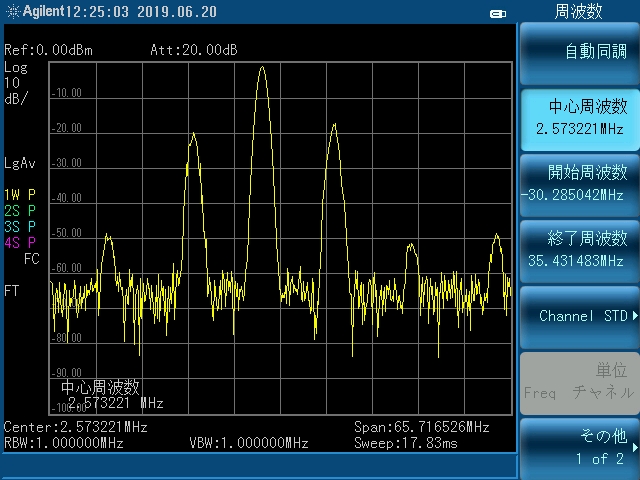 Agilent 12:25:03 2019.06.20
周波数
Ref:0.00dBm Att:20.00dB
Log
10
dB/
LgAv
1W P
2S P
3S P
4S P
FC
FT
-10.00
-20.00
-30.00
-40.00
-50.00
-60.00
-70.00
-80.00
-90.00
-100.00
中心周波数
2.573221 MHz
Center:2.573221MHz Span:65.716526MHz
RBW:1.000000MHz VBW:1.000000MHz Sweep:17.83ms
自動同調
中心周波数
2.573221MHz
開始周波数
-30.285042MHz
終了周波数
35.431483MHz
Channel STD
単位
Freq チャネル
その他
1 of 2